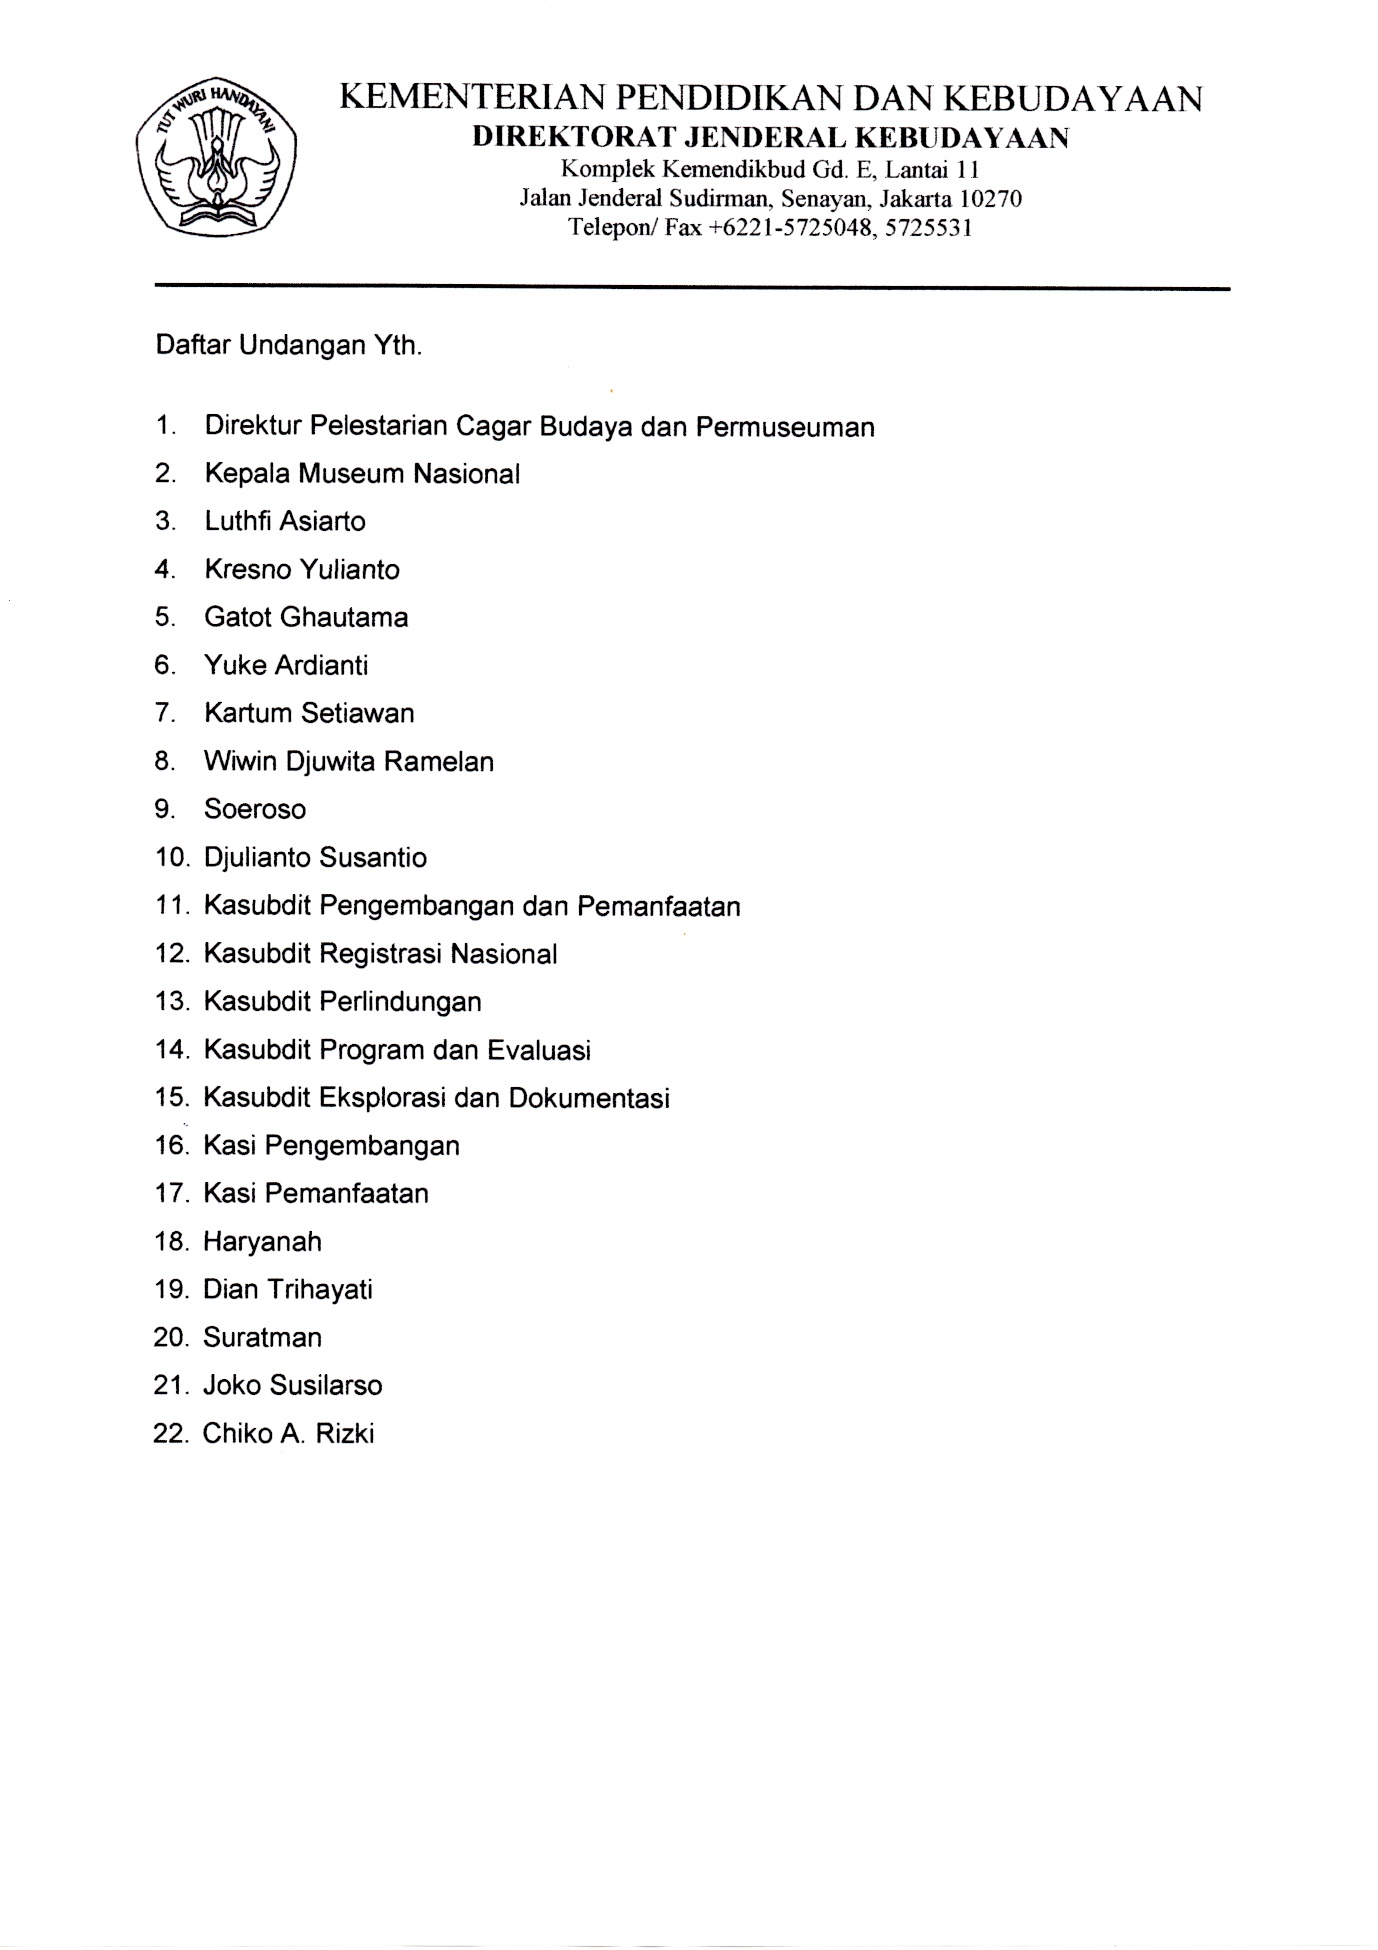 TUT WURI HANDAYANI
KEMENTERIAN PENDIDIKAN DAN KEBUDAYAAN
DIREKTORAT JENDERAL KEBUDAYAAN
Komplek Kemendikbud Gd. E, Lantai 11
Jalan Jenderal Sudirman, Senayan, Jakarta 10270
Telepon/ Fax +6221-5725048, 5725531
Daftar Undangan Yth.
1. Direktur Pelestarian Cagar Budaya dan Permuseuman
2. Kepala Museum Nasional
3. Luthfi Asiarto
4. Kresno Yulianto
5. Gatot Ghautama
6. Yuke Ardianti
7. Kartum Setiawan
8. Wiwin Djuwita Ramelan
9. Soeroso
10. Djulianto Susantio
11. Kasubdit Pengembangan dan Pemanfaatan
12. Kasubdit Registrasi Nasional
13. Kasubdit Perlindungan
14. Kasubdit Program dan Evaluasi
15. Kasubdit Eksplorasi dan Dokumentasi
16. Kasi Pengembangan
17. Kasi Pemanfaatan
18. Haryanah
19. Dian Trihayati
20. Suratman
21. Joko Susilarso
22. Chiko A. Rizki